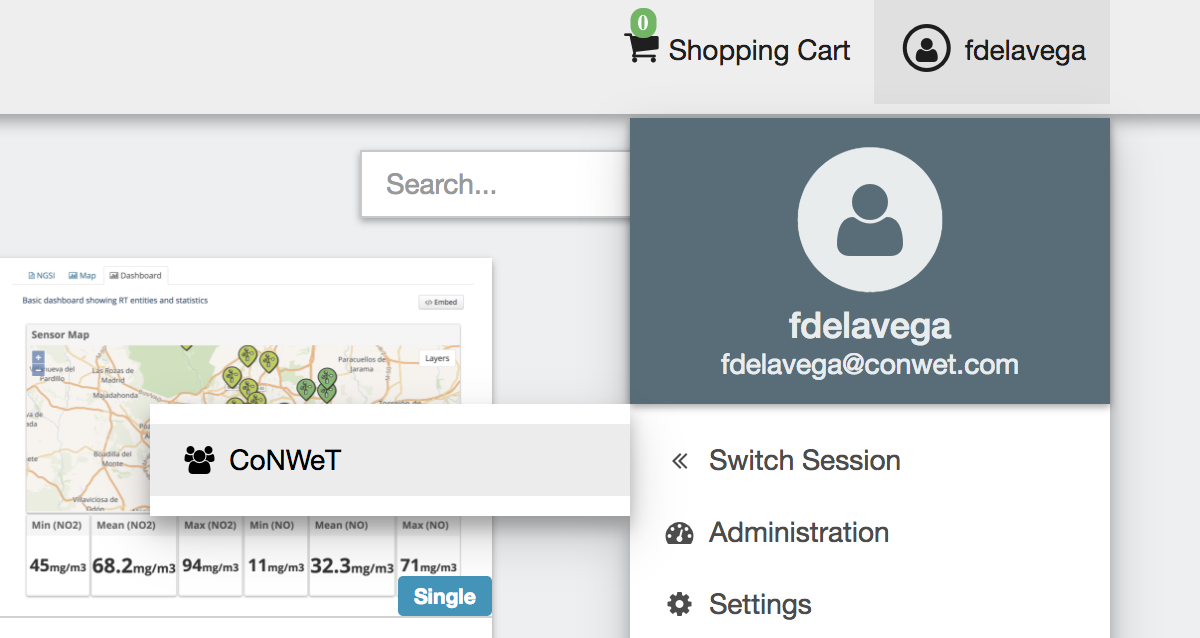 0
Shopping Cart
fdelavega
Search...
fdelavega
fdelavega@conwet.com
Switch Session
Administration
Settings
CoNWeT
NGSI Map Dashboard
Basic dashboard showing RT entities and statistics
Embed
Sensor Map
Layers
+
Las Rozas de
Madrid
Majadahonda
Paracuellos de
Jarama
Boadilla del
Monte
Villaviciosa de
Odón
Min (NO2) Mean (NO2) Max (NO2) Min (NO) Mean (NO) Max (NO)
45mg/m3 68.2mg/m3 94mg/m3 11mg/m3 32.3mg/m3 71mg/m3
Single